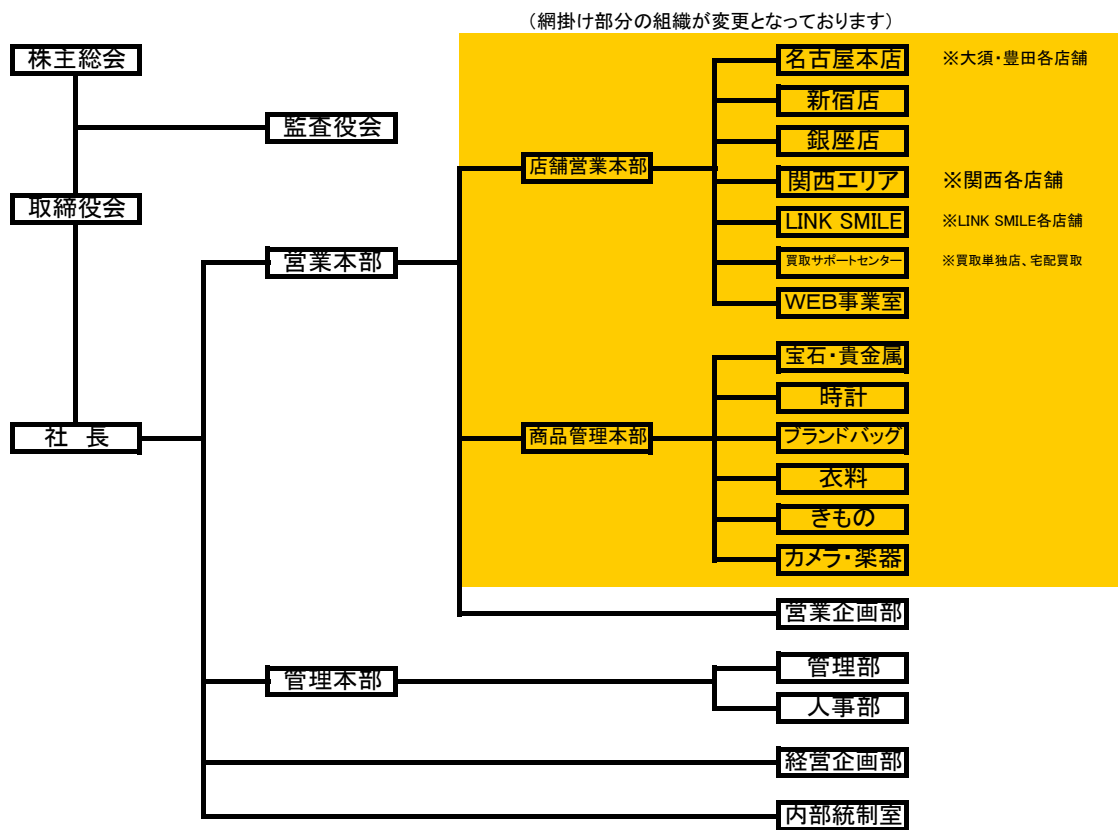 (網掛け部分の組織が変更となっております)
株主総会
名古屋本店 ※大須・豊田各店舗
新宿店
監査役会
銀座店
店舗営業本部
関西エリア ※関西各店舗
取締役会
LINK SMILE ※LINK SMILE各店舗
営業本部
買取サポートセンター ※買取単独店、宅配買取
WEB事業室
宝石・貴金属
時計
社 長
商品管理本部
ブランドバッグ
衣料
きもの
カメラ・楽器
営業企画部
管理本部
管理部
人事部
経営企画部
内部統制室